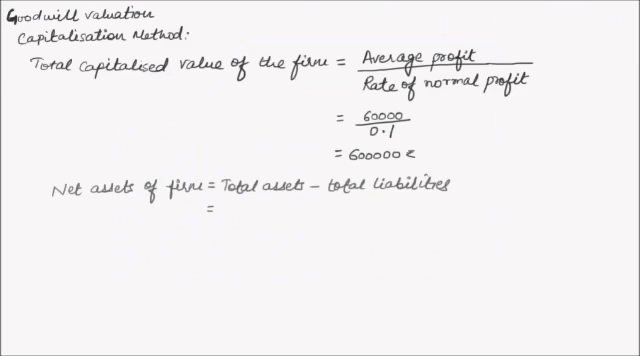 Goodwill valuation
Capitalisation Method:
Total Capitalised value of the firm = Average profit / Rate of normal profit
= 60000 / 0.1
= 600000 ₹
Net assets of firm = Total assets - total liabilities
=